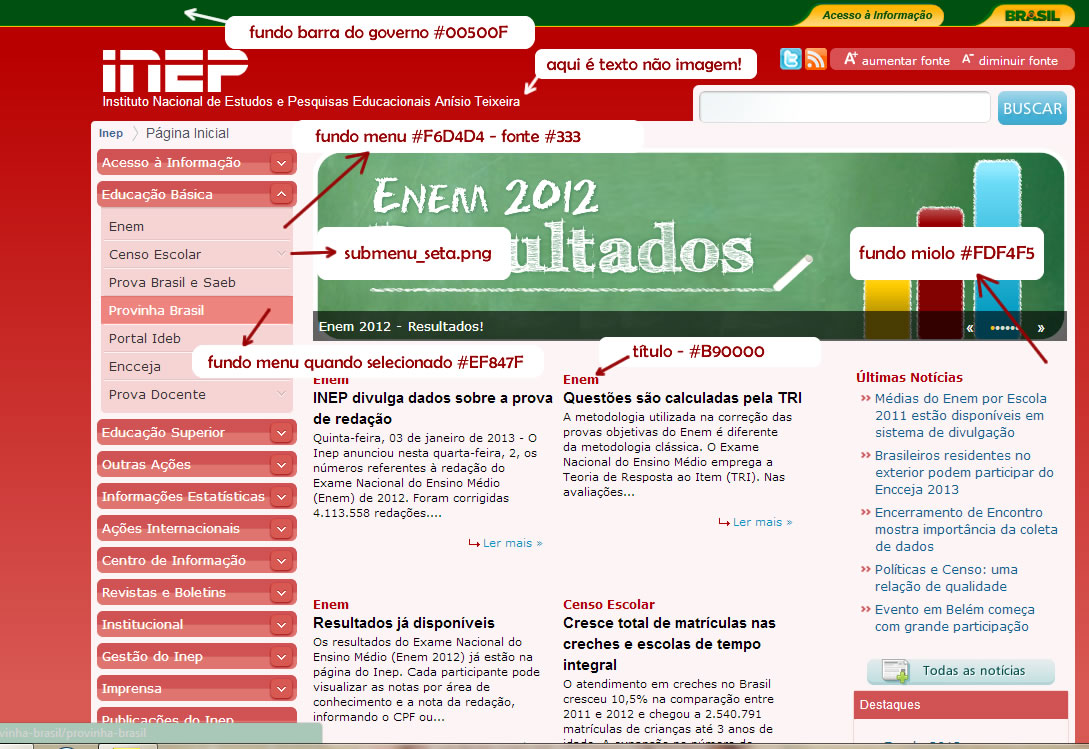 fundo barra do governo #00500F
Acesso à Informação
BRASIL
INEP
aqui é texto não imagem!
A+ aumentar fonte A- diminuir fonte
Instituto Nacional de Estudos e Pesquisas Educacionais Anísio Teixeira
BUSCAR
Inep
Página Inicial
fundo menu #F6D4D4 - fonte #333
Acesso à Informação
Educação Básica
Enem
Censo Escolar
Prova Brasil e Saeb
Provinha Brasil
Portal Ideb
Encceja
Prova Docente
Educação Superior
Outras Ações
Informações Estatísticas
Ações Internacionais
Centro de Informação
Revistas e Boletins
Institucional
Gestão do Inep
Imprensa
Publicações do Inep
vinha-brasil/provinha-brasil
submenu_seta.png
fundo menu quando selecionado #EF847F
ENEM 2012
ultados
fundo miolo #FDF4F5
Enem 2012 - Resultados!
« »
título - #B90000
Enem
INEP divulga dados sobre a prova
de redação
Quinta-feira, 03 de janeiro de 2013 - O
Inep anunciou nesta quarta-feira, 2, os
números referentes à redação do
Exame Nacional do Ensino Médio
(Enem) de 2012. Foram corrigidas
4.113.558 redações....
Ler mais »
Enem
Questões são calculadas pela TRI
A metodologia utilizada na correção das
provas objetivas do Enem é diferente
da metodologia clássica. O Exame
Nacional do Ensino Médio emprega a
Teoria de Resposta ao Item (TRI). Nas
avaliações...
Ler mais »
Enem
Resultados já disponíveis
Os resultados do Exame Nacional do
Ensino Médio (Enem 2012) já estão na
página do Inep. Cada participante pode
visualizar as notas por área de
conhecimento e a nota da redação,
informando o CPF ou...
Censo Escolar
Cresce total de matrículas nas
creches e escolas de tempo
integral
O atendimento em creches no Brasil
cresceu 10,5% na comparação entre
2011 e 2012 e chegou a 2.540.791
matrículas de crianças até 3 anos de
idade. A expansão no número de
Últimas Notícias
Médias do Enem por Escola
2011 estão disponíveis em
sistema de divulgação
Brasileiros residentes no
exterior podem participar do
Encceja 2013
Encerramento de Encontro
mostra importância da coleta
de dados
Políticas e Censo: uma
relação de qualidade
Evento em Belém começa
com grande participação
Todas as notícias
Destaques